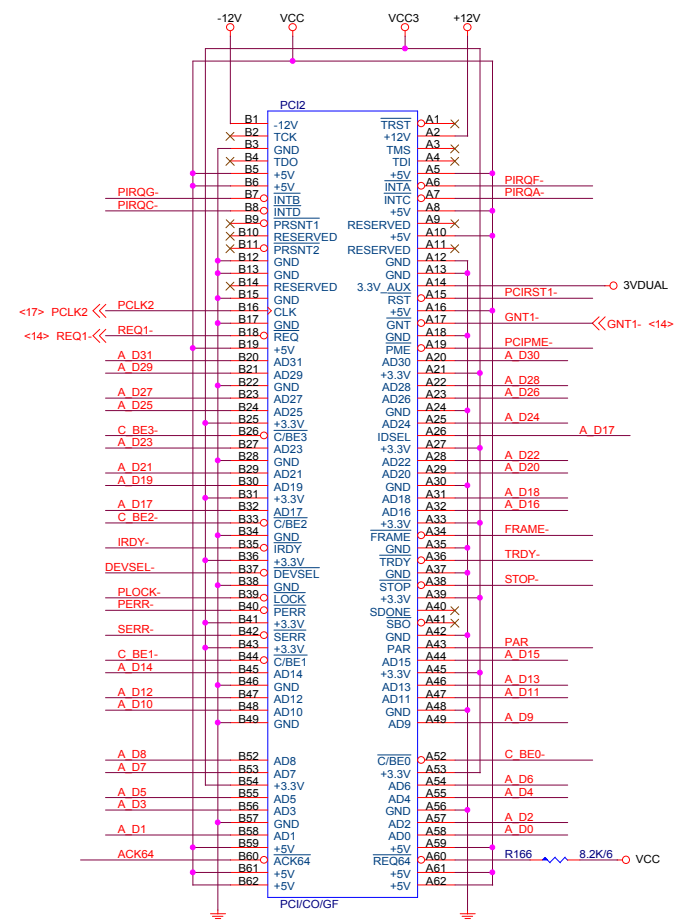 -12V VCC VCC3 +12V
PCI2
B1 -12V TRST A1
B2 TCK +12V A2
B3 GND TMS A3
B4 TDO TDI A4
B5 +5V +5V A5
B6 +5V INTA A6 PIRQF-
PIRQG- B7 INTB INTC A7 PIRQA-
PIRQC- B8 INTD +5V A8
B9 PRSNT1 RESERVED A9
B10 RESERVED +5V A10
B11 PRSNT2 RESERVED A11
B12 GND GND A12
B13 GND GND A13
B14 RESERVED 3.3V_AUX A14 3VDUAL
B15 GND RST A15 PCIRST1-
<17> PCLK2 PCLK2 B16 CLK +5V A16
B17 GND GNT A17 GNT1- GNT1- <14>
<14> REQ1- REQ1- B18 REQ GND A18
B19 +5V PME A19 PCIPME-
A_D31 B20 AD31 AD30 A20 A_D30
A_D29 B21 AD29 +3.3V A21
B22 GND AD28 A22 A_D28
A_D27 B23 AD27 AD26 A23 A_D26
A_D25 B24 AD25 GND A24
B25 +3.3V AD24 A25 A_D24
C_BE3- B26 C/BE3 IDSEL A26 A_D17
A_D23 B27 AD23 +3.3V A27
B28 GND AD22 A28 A_D22
A_D21 B29 AD21 AD20 A29 A_D20
A_D19 B30 AD19 GND A30
B31 +3.3V AD18 A31 A_D18
A_D17 B32 AD17 AD16 A32 A_D16
C_BE2- B33 C/BE2 +3.3V A33
B34 GND FRAME A34 FRAME-
IRDY- B35 IRDY GND A35
B36 +3.3V TRDY A36 TRDY-
DEVSEL- B37 DEVSEL GND A37
B38 GND STOP A38 STOP-
PLOCK- B39 LOCK +3.3V A39
PERR- B40 PERR SDONE A40
B41 +3.3V SBO A41
SERR- B42 SERR GND A42
B43 +3.3V PAR A43 PAR
C_BE1- B44 C/BE1 AD15 A44 A_D15
A_D14 B45 AD14 +3.3V A45
B46 GND AD13 A46 A_D13
A_D12 B47 AD12 AD11 A47 A_D11
A_D10 B48 AD10 GND A48
B49 GND AD9 A49 A_D9
A_D8 B52 AD8 C/BE0 A52 C_BE0-
A_D7 B53 AD7 +3.3V A53
B54 +3.3V AD6 A54 A_D6
A_D5 B55 AD5 AD4 A55 A_D4
A_D3 B56 AD3 GND A56
B57 GND AD2 A57 A_D2
A_D1 B58 AD1 AD0 A58 A_D0
B59 +5V +5V A59
ACK64 B60 ACK64 REQ64 A60 R166 8.2K/6 VCC
B61 +5V +5V A61
B62 +5V +5V A62
PCI/CO/GF